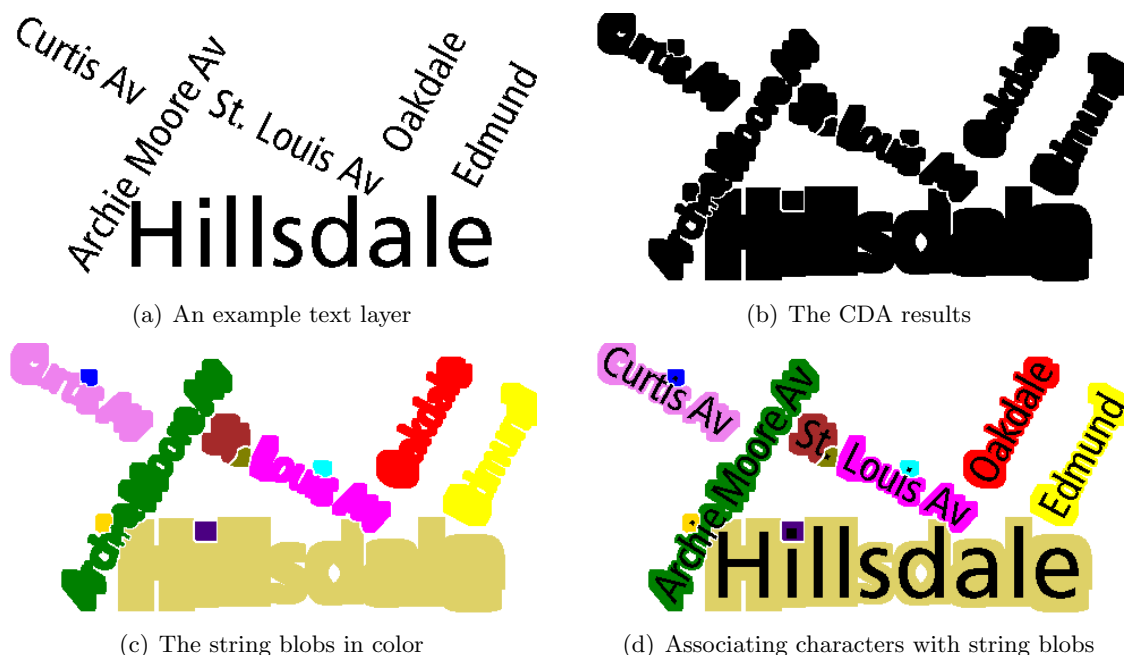 Curtis Av
Archie Moore Av
St. Louis Av
Oakdale
Edmund
Hillsdale
(a) An example text layer
(b) The CDA results
(c) The string blobs in color
Curtis Av
Archie Moore Av
St. Louis Av
Oakdale
Edmund
Hillsdale
(d) Associating characters with string blobs